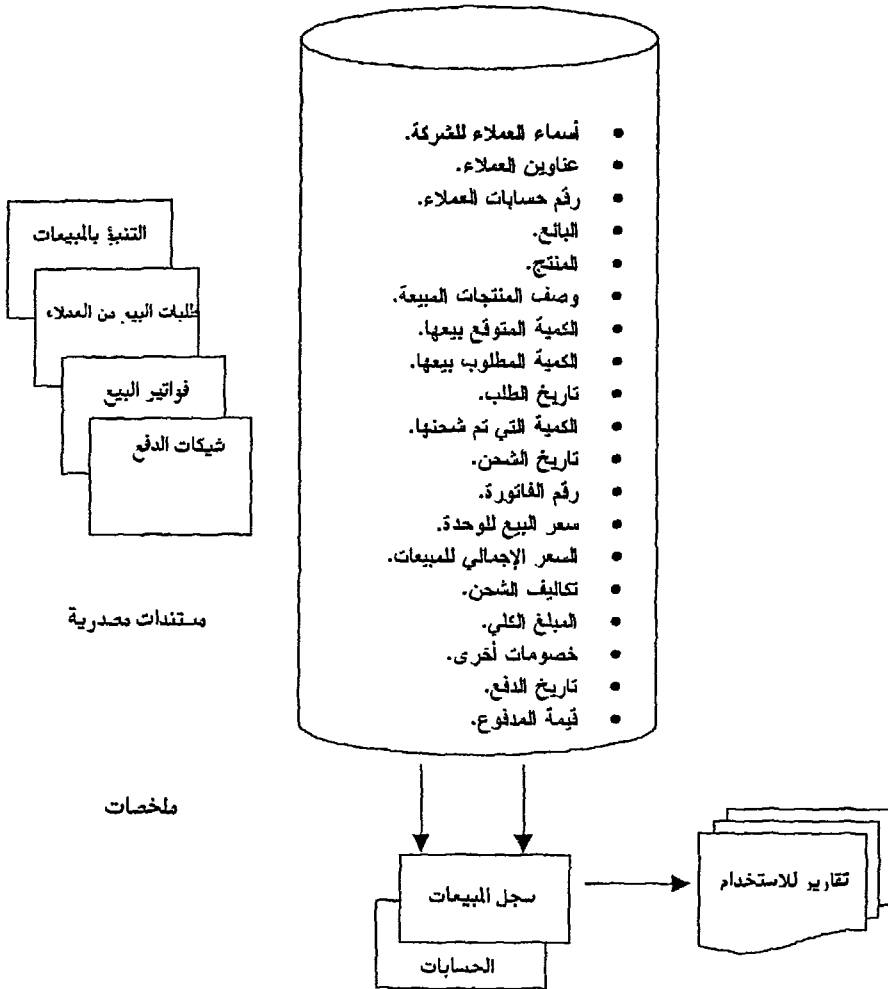 • أسماء العملاء للشركة.
• عناوين العملاء.
• رقم حسابات العملاء.
• البائع.
• المنتج.
• وصف المنتجات المبيعة.
• الكمية المتوقع بيعها.
• الكمية المطلوب بيعها.
• تاريخ الطلب.
• الكمية التي تم شحنها.
• تاريخ الشحن.
• رقم الفاتورة.
• سعر البيع للوحدة.
• السعر الإجمالي للمبيعات.
• تكاليف الشحن.
• المبلغ الكلي.
• خصومات أخرى.
• تاريخ الدفع.
• قيمة المدفوع.
التنبؤ بالمبيعات
طلبات البيع من العملاء
فواتير البيع
شيكات الدفع
مستندات مصدرية
ملخصات
تقارير للاستخدام
سجل المبيعات
الحسابات